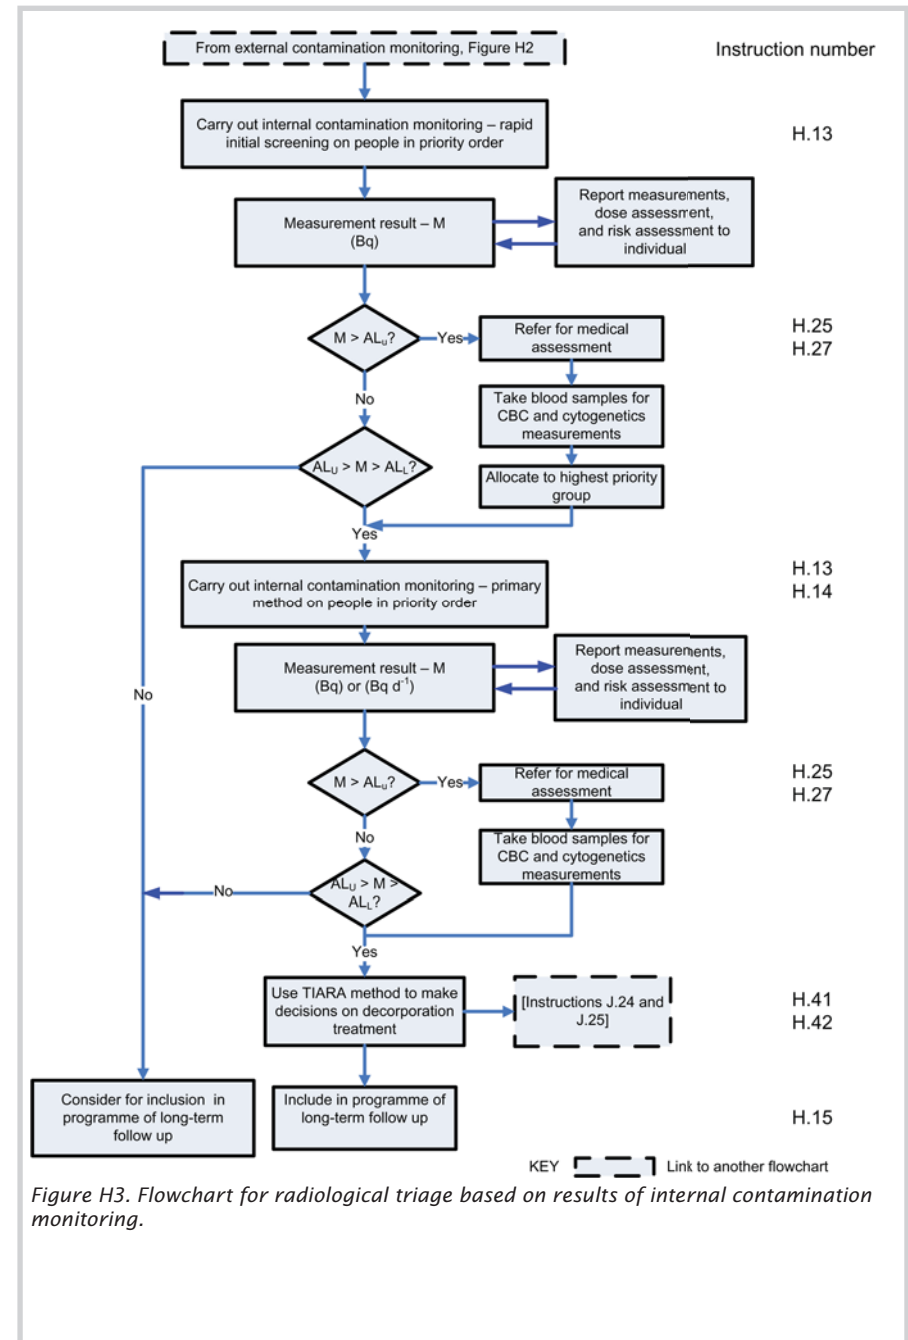 From external contamination monitoring, Figure H2
Instruction number
Carry out internal contamination monitoring – rapid
initial screening on people in priority order
H.13
Measurement result – M
(Bq)
Report measurements,
dose assessment,
and risk assessment to
individual
M > ALu?
Yes
Refer for medical
assessment
H.25
H.27
No
Take blood samples for
CBC and cytogenetics
measurements
ALU > M > ALL?
Allocate to highest priority
group
Yes
Carry out internal contamination monitoring – primary
method on people in priority order
H.13
H.14
Measurement result – M
(Bq) or (Bq d-1)
Report measurements,
dose assessment,
and risk assessment to
individual
No
M > ALu?
Yes
Refer for medical
assessment
H.25
H.27
No
Take blood samples for
CBC and cytogenetics
measurements
ALU > M >
ALL?
No
Yes
Use TIARA method to make
decisions on decorporation
treatment
[Instructions J.24 and
J.25]
H.41
H.42
Consider for inclusion in
programme of long-term
follow up
Include in programme of
long-term follow up
H.15
KEY
Link to another flowchart
Figure H3. Flowchart for radiological triage based on results of internal contamination
monitoring.